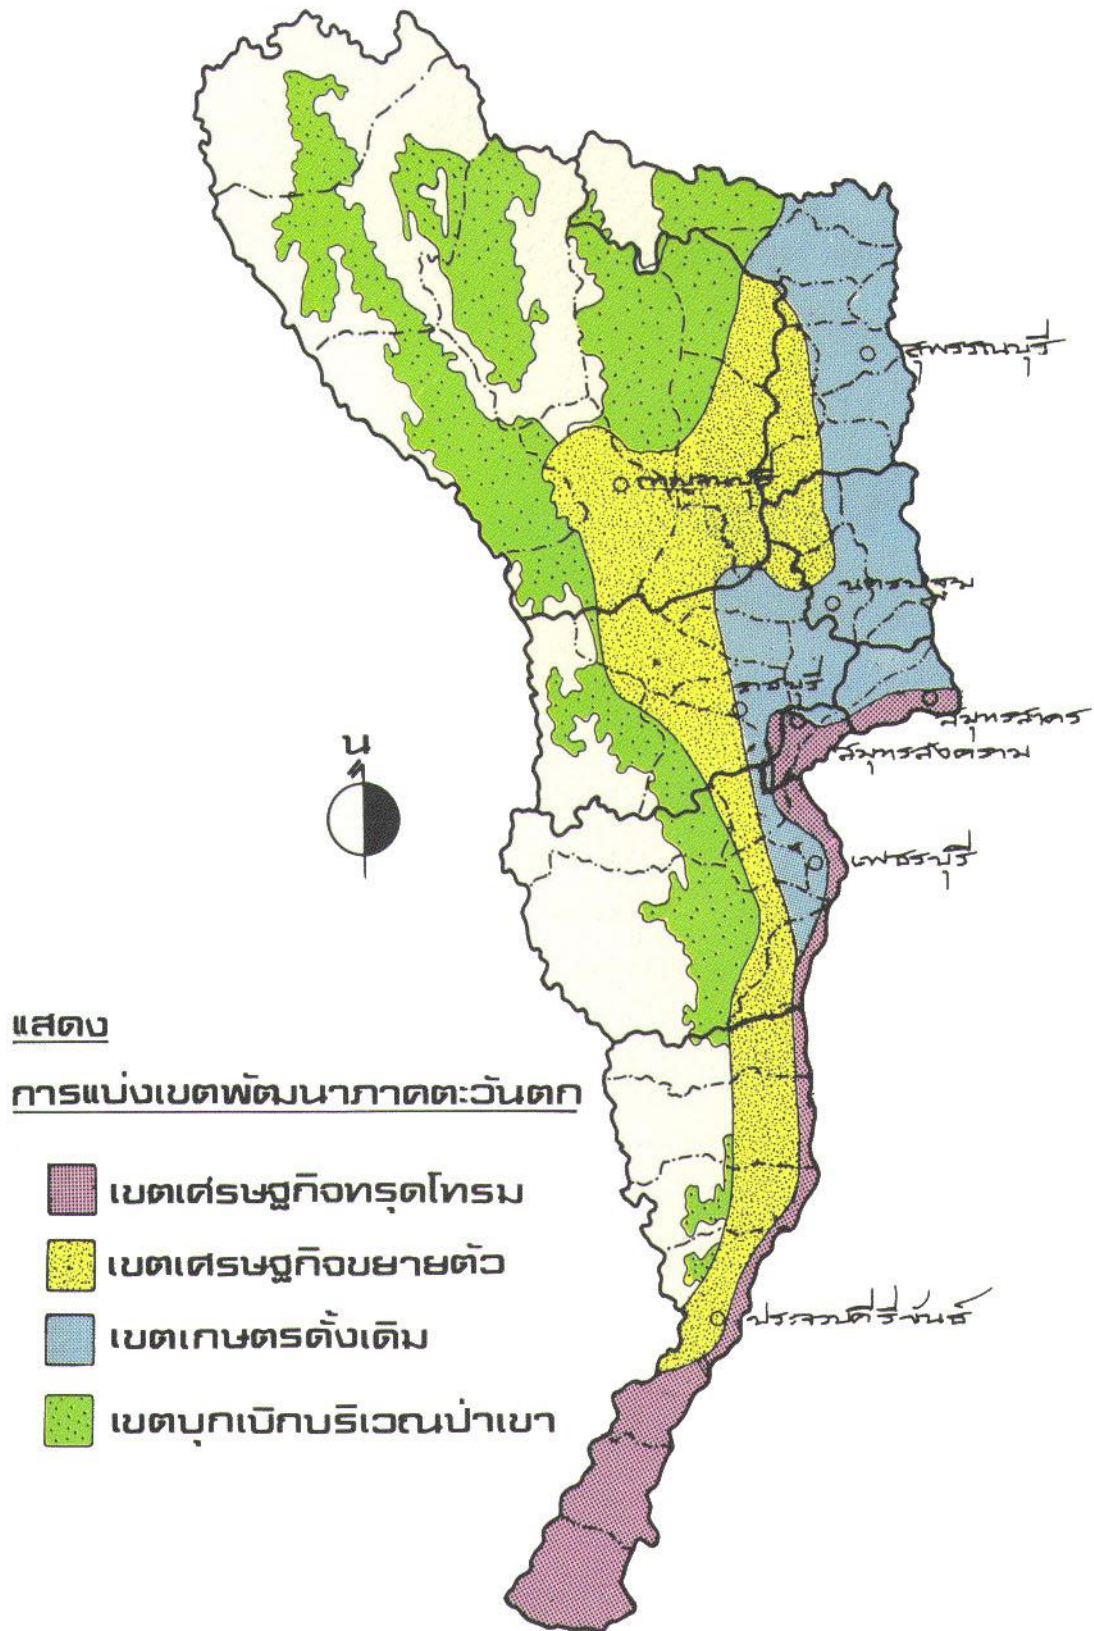 สุพรรณบุรี
กาญจนบุรี
นครปฐม
ราชบุรี
สมุทรสาคร
สมุทรสงคราม
น
เพชรบุรี
แสดง
การแบ่งเขตพัฒนาภาคตะวันตก
เขตเศรษฐกิจทรุดโทรม
เขตเศรษฐกิจขยายตัว
ประจวบคีรีขันธ์
เขตเกษตรดั้งเดิม
เขตบุกเบิกบริเวณป่าเขา